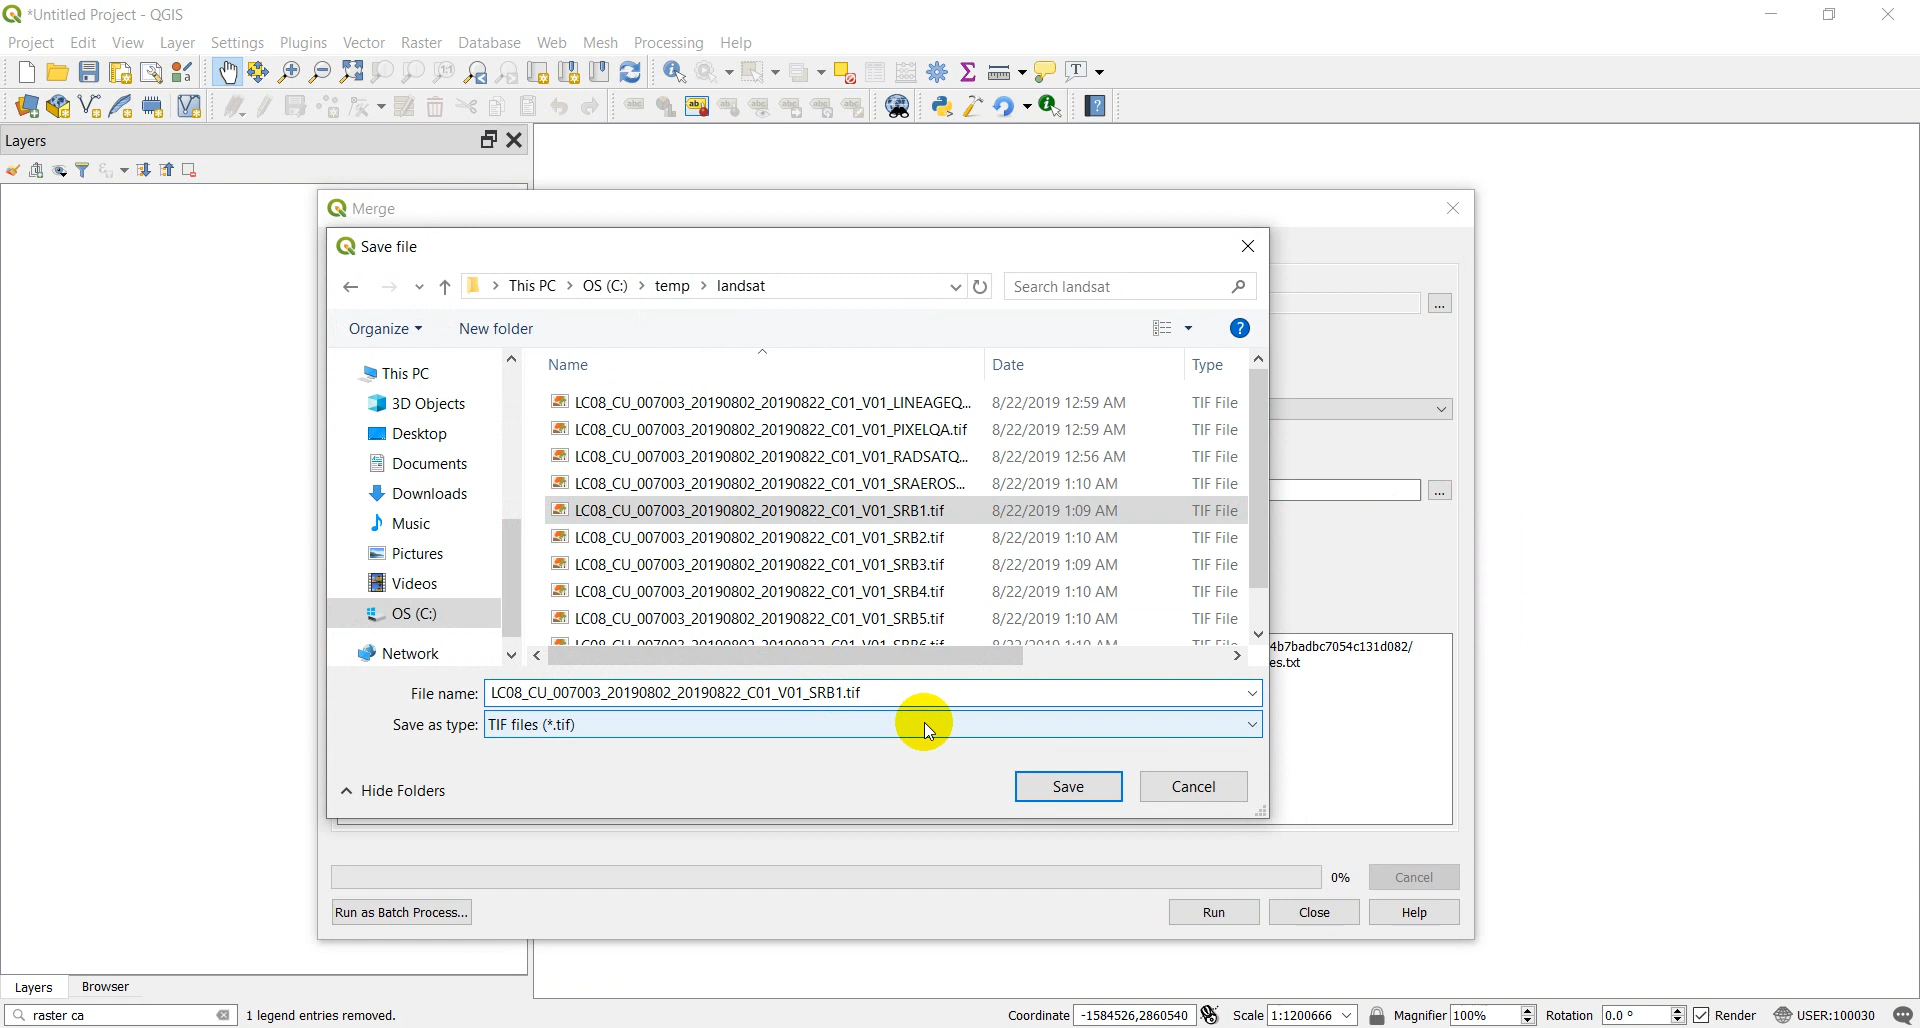 *Untitled Project - QGIS
Project Edit View Layer Settings Plugins Vector Raster Database Web Mesh Processing Help
Layers
Merge
Save file
This PC > OS (C:) > temp > landsat
Search landsat
Organize New folder
Name Date Type
This PC
3D Objects
Desktop
Documents
Downloads
Music
Pictures
Videos
OS (C:)
Network
LC08_CU_007003_20190802_20190822_C01_V01_LINEAGEQ... 8/22/2019 12:59 AM TIF File
LC08_CU_007003_20190802_20190822_C01_V01_PIXELQA.tif 8/22/2019 12:59 AM TIF File
LC08_CU_007003_20190802_20190822_C01_V01_RADSATQ... 8/22/2019 12:56 AM TIF File
LC08_CU_007003_20190802_20190822_C01_V01_SRAEROS... 8/22/2019 1:10 AM TIF File
LC08_CU_007003_20190802_20190822_C01_V01_SRB1.tif 8/22/2019 1:09 AM TIF File
LC08_CU_007003_20190802_20190822_C01_V01_SRB2.tif 8/22/2019 1:10 AM TIF File
LC08_CU_007003_20190802_20190822_C01_V01_SRB3.tif 8/22/2019 1:09 AM TIF File
LC08_CU_007003_20190802_20190822_C01_V01_SRB4.tif 8/22/2019 1:10 AM TIF File
LC08_CU_007003_20190802_20190822_C01_V01_SRB5.tif 8/22/2019 1:10 AM TIF File
4b7badbc7054c131d082/
es.txt
File name: LC08_CU_007003_20190802_20190822_C01_V01_SRB1.tif
Save as type: TIF files (*.tif)
Hide Folders
Save Cancel
0% Cancel
Run as Batch Process... Run Close Help
Layers Browser
raster ca 1 legend entries removed. Coordinate -1584526,2860540 Scale 1:1200666 Magnifier 100% Rotation 0.0 ° Render USER:100030